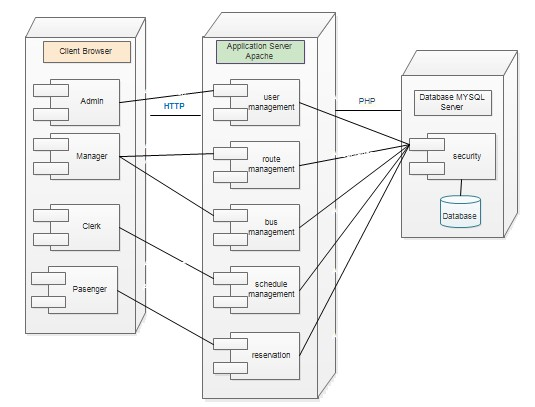 Client Browser
Application Server
Apache
Admin
Manager
Clerk
Pasenger
HTTP
user
management
route
management
bus
management
schedule
management
reservation
PHP
Database MYSQL
Server
security
Database